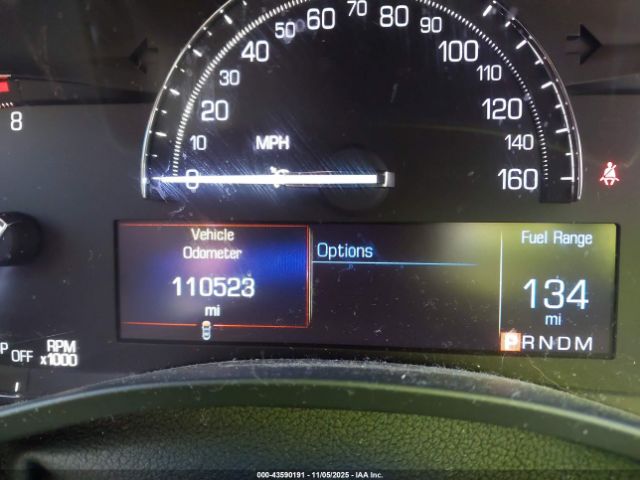 10 20 30 40 50 60 70 80 90 100 110 120 140 160
0
MPH
8
Vehicle
Odometer
110523
mi
Options
Fuel Range
134
mi
PRNDM
P OFF
RPM
x1000
000-43590191 - 11/05/2025 - IAA Inc.